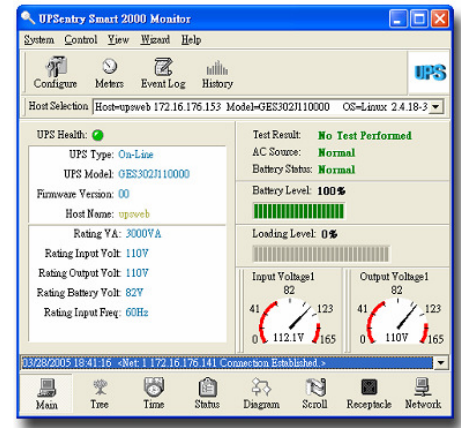 UPSentry Smart 2000 Monitor
System Control View Wizard Help
Configure Meters Event Log History
UPS
Host Selection Host=upsweb 172.16.176.153 Model=GES302J110000 OS=Linux 2.4.18-3
UPS Health:
UPS Type: On-Line
UPS Model: GES302J110000
Firmware Version: 00
Host Name: upsweb
Rating VA: 3000VA
Rating Input Volt: 110V
Rating Output Volt: 110V
Rating Battery Volt: 82V
Rating Input Freq: 60Hz
Test Result: No Test Performed
AC Source: Normal
Battery Status: Normal
Battery Level: 100%
Loading Level: 0%
Input Voltage1
82
41 123
0 112.1V 165
Output Voltage1
82
41 123
0 110V 165
03/28/2005 18:41:16 <Net: 1 172.16.176.141 Connection Established.>
Main Tree Time Status Diagram Scroll Receptacle Network